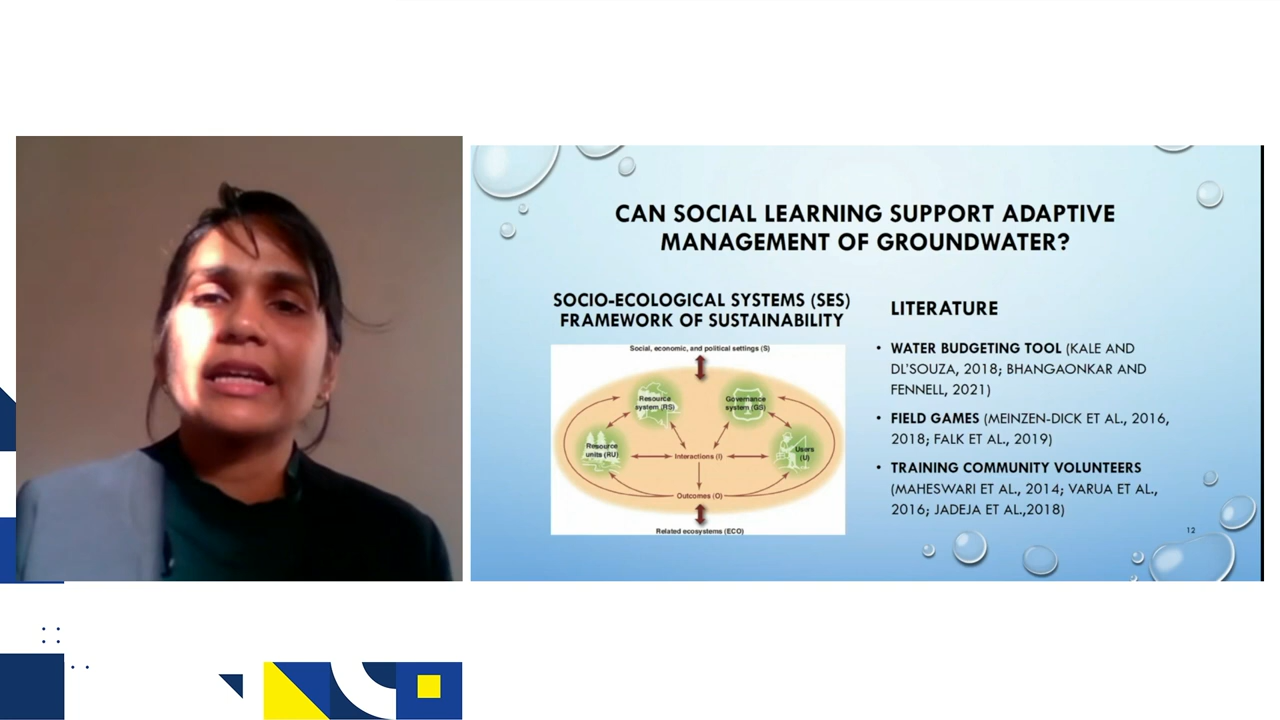 CAN SOCIAL LEARNING SUPPORT ADAPTIVE
MANAGEMENT OF GROUNDWATER?
SOCIO-ECOLOGICAL SYSTEMS (SES)
FRAMEWORK OF SUSTAINABILITY
Social, economic, and political settings (S)
Resource
system (RS)
Governance
system (GS)
Resource
units (RU)
Interactions (I)
Users
(U)
Outcomes (O)
Related ecosystems (ECO)
LITERATURE
• WATER BUDGETING TOOL (KALE AND
DL'SOUZA, 2018; BHANGAONKAR AND
FENNELL, 2021)
• FIELD GAMES (MEINZEN-DICK ET AL., 2016,
2018; FALK ET AL., 2019)
• TRAINING COMMUNITY VOLUNTEERS
(MAHESWARI ET AL., 2014; VARUA ET AL.,
2016; JADEJA ET AL.,2018)
12